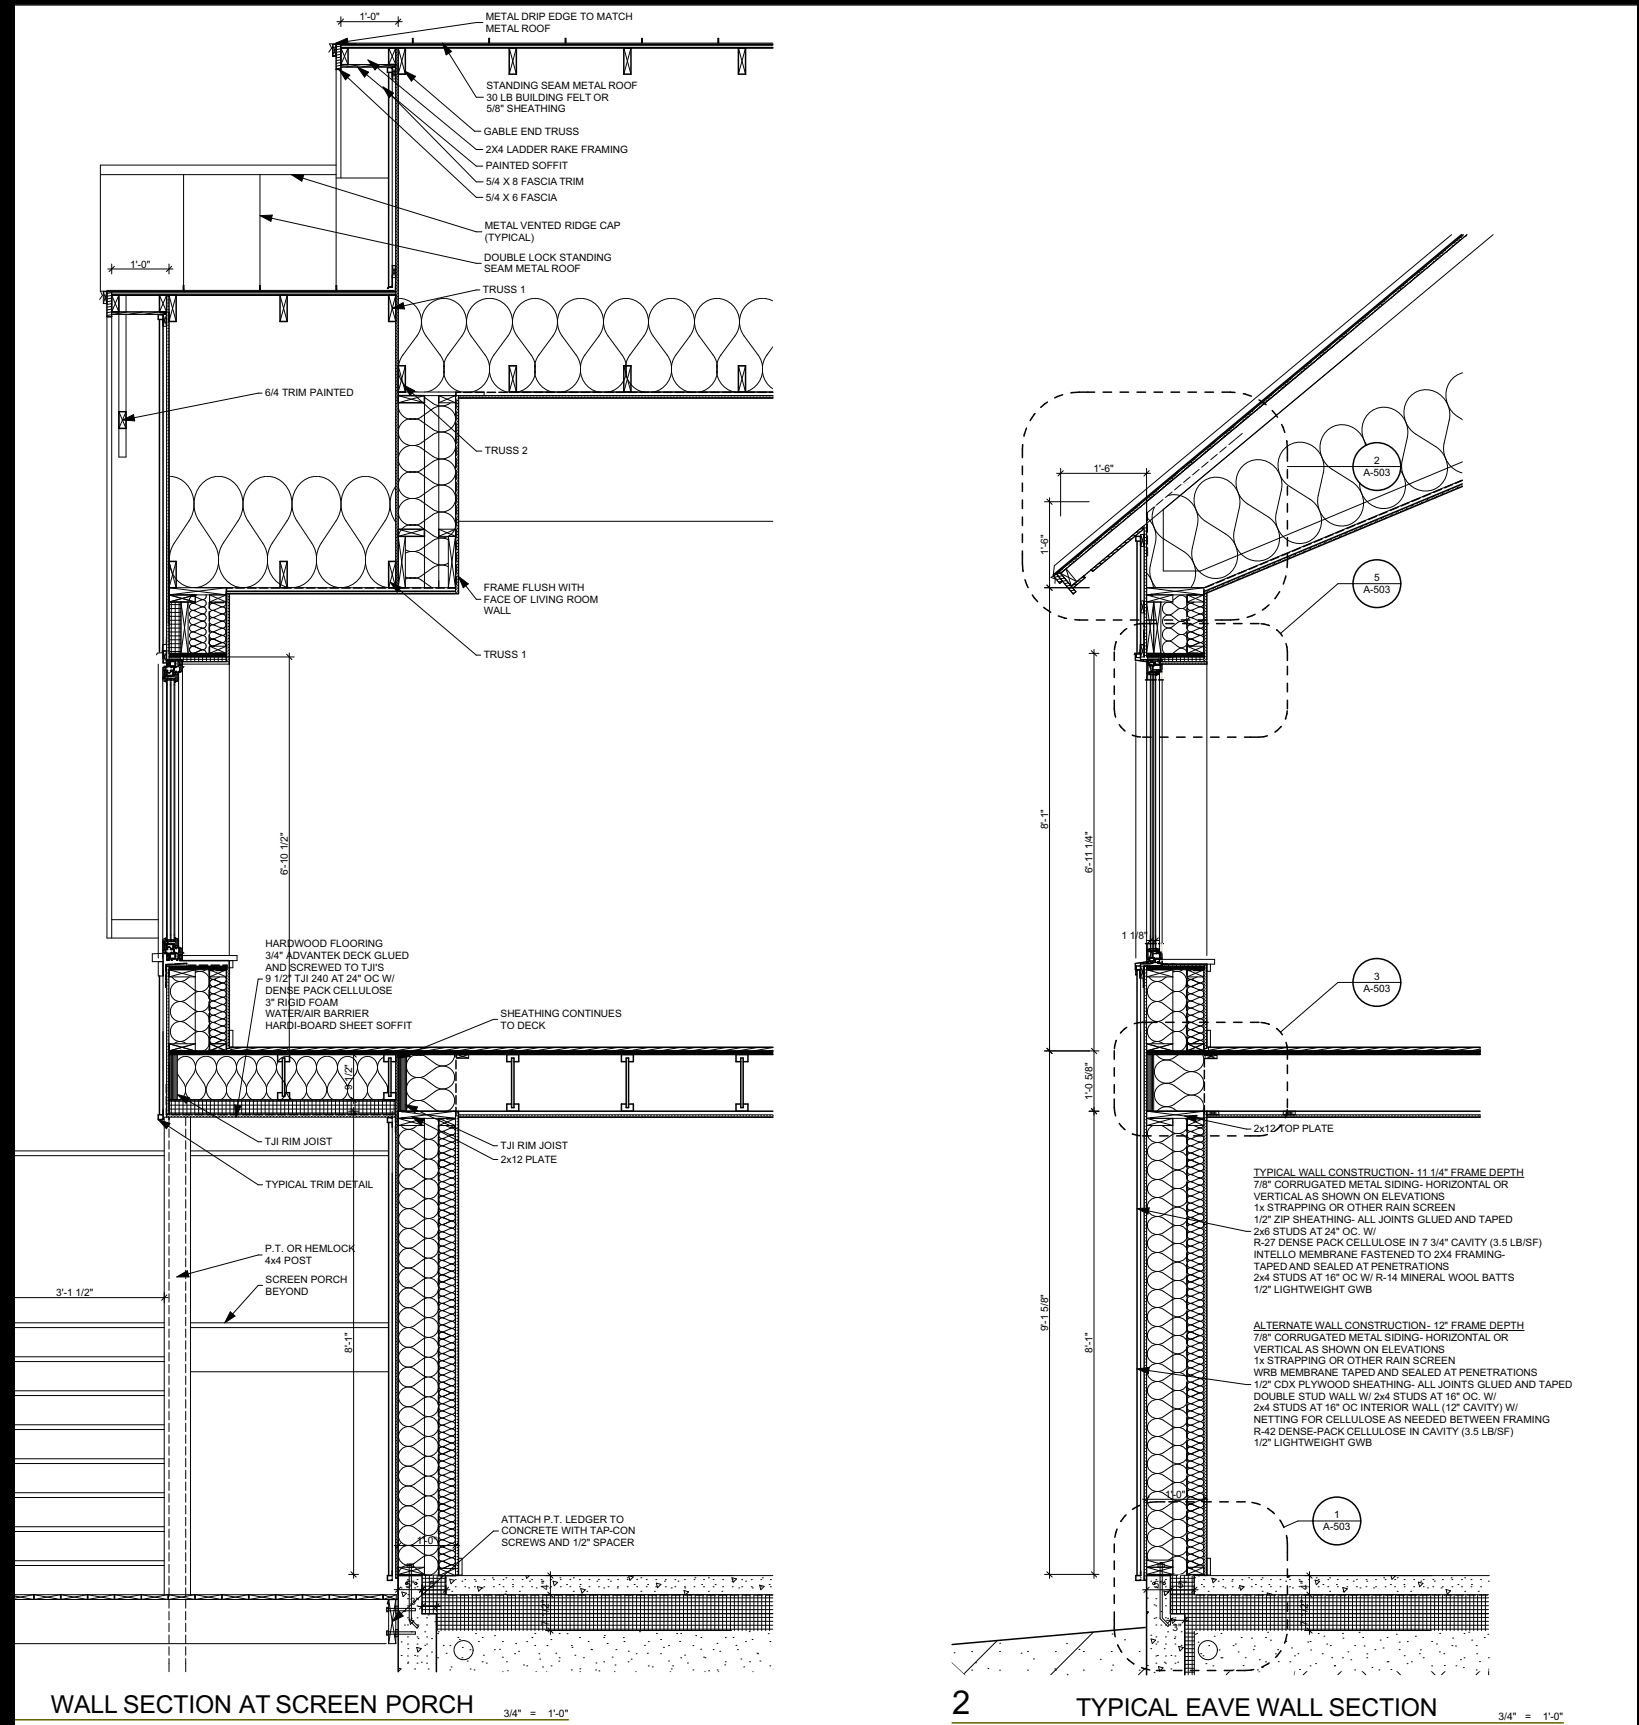 1'-0"
METAL DRIP EDGE TO MATCH
METAL ROOF
STANDING SEAM METAL ROOF
30 LB BUILDING FELT OR
5/8" SHEATHING
GABLE END TRUSS
2X4 LADDER RAKE FRAMING
PAINTED SOFFIT
5/4 X 8 FASCIA TRIM
5/4 X 6 FASCIA
METAL VENTED RIDGE CAP
(TYPICAL)
DOUBLE LOCK STANDING
SEAM METAL ROOF
1'-0"
TRUSS 1
6/4 TRIM PAINTED
TRUSS 2
FRAME FLUSH WITH
FACE OF LIVING ROOM
WALL
TRUSS 1
6'-10 1/2"
HARDWOOD FLOORING
3/4" ADVANTEK DECK GLUED
AND SCREWED TO TJI'S
9 1/2" TJI 240 AT 24" OC W/
DENSE PACK CELLULOSE
3" RIGID FOAM
WATER/AIR BARRIER
HARDI-BOARD SHEET SOFFIT
SHEATHING CONTINUES
TO DECK
9 1/2"
TJI RIM JOIST
TJI RIM JOIST
2x12 PLATE
TYPICAL TRIM DETAIL
P.T. OR HEMLOCK
4x4 POST
SCREEN PORCH
BEYOND
3'-1 1/2"
8'-1"
ATTACH P.T. LEDGER TO
CONCRETE WITH TAP-CON
SCREWS AND 1/2" SPACER
1'-0"
4"
WALL SECTION AT SCREEN PORCH
3/4" = 1'-0"
1'-6"
2
A-503
1'-6"
5
A-503
8'-1"
6'-11 1/4"
1 1/8"
3
A-503
1'-0 5/8"
2x12 TOP PLATE
TYPICAL WALL CONSTRUCTION- 11 1/4" FRAME DEPTH
7/8" CORRUGATED METAL SIDING- HORIZONTAL OR
VERTICAL AS SHOWN ON ELEVATIONS
1x STRAPPING OR OTHER RAIN SCREEN
1/2" ZIP SHEATHING- ALL JOINTS GLUED AND TAPED
2x6 STUDS AT 24" OC. W/
R-27 DENSE PACK CELLULOSE IN 7 3/4" CAVITY (3.5 LB/SF)
INTELLO MEMBRANE FASTENED TO 2X4 FRAMING-
TAPED AND SEALED AT PENETRATIONS
2x4 STUDS AT 16" OC W/ R-14 MINERAL WOOL BATTS
1/2" LIGHTWEIGHT GWB
9'-1 5/8"
8'-1"
ALTERNATE WALL CONSTRUCTION- 12" FRAME DEPTH
7/8" CORRUGATED METAL SIDING- HORIZONTAL OR
VERTICAL AS SHOWN ON ELEVATIONS
1x STRAPPING OR OTHER RAIN SCREEN
WRB MEMBRANE TAPED AND SEALED AT PENETRATIONS
1/2" CDX PLYWOOD SHEATHING- ALL JOINTS GLUED AND TAPED
DOUBLE STUD WALL W/ 2x4 STUDS AT 16" OC. W/
2x4 STUDS AT 16" OC INTERIOR WALL (12" CAVITY) W/
NETTING FOR CELLULOSE AS NEEDED BETWEEN FRAMING
R-42 DENSE-PACK CELLULOSE IN CAVITY (3.5 LB/SF)
1/2" LIGHTWEIGHT GWB
1'-0"
1
A-503
4"
2
TYPICAL EAVE WALL SECTION
3/4" = 1'-0"